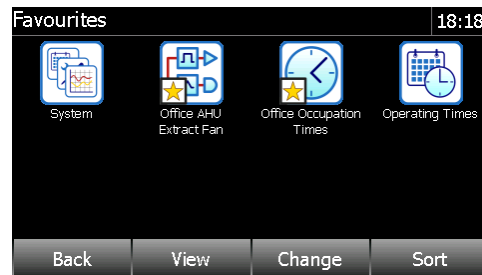 Favourites 18:18
System
Office AHU
Extract Fan
Office Occupation
Times
Operating Times
Back View Change Sort